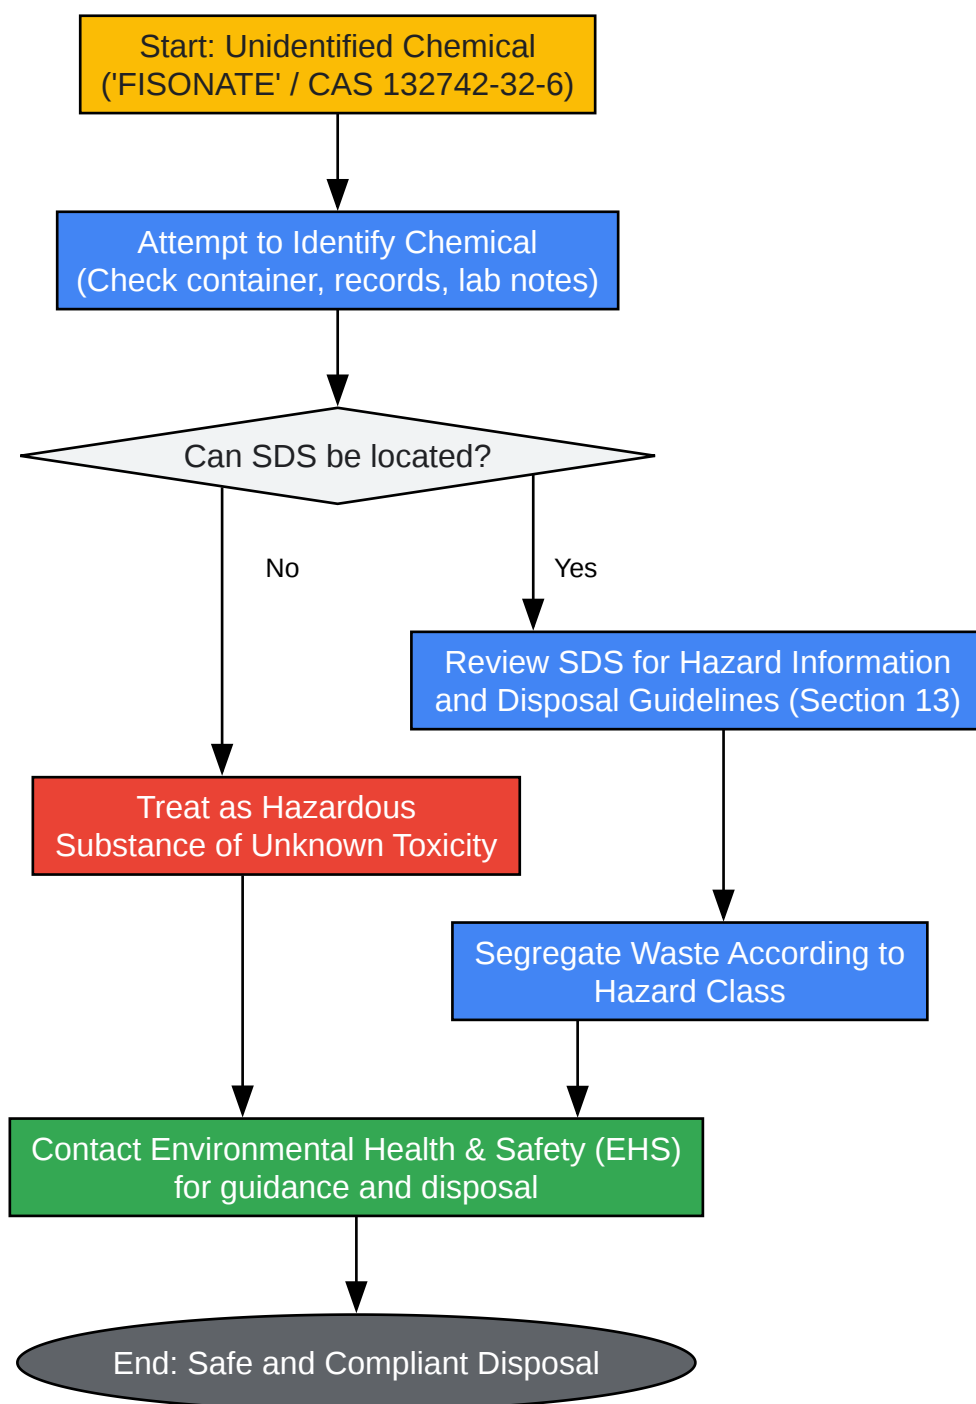 Start: Unidentified Chemical
('FISONATE' / CAS 132742-32-6)
Attempt to Identify Chemical
(Check container, records, lab notes)
Can SDS be located?
No
Yes
Review SDS for Hazard Information
and Disposal Guidelines (Section 13)
Treat as Hazardous
Substance of Unknown Toxicity
Segregate Waste According to
Hazard Class
Contact Environmental Health & Safety (EHS)
for guidance and disposal
End: Safe and Compliant Disposal